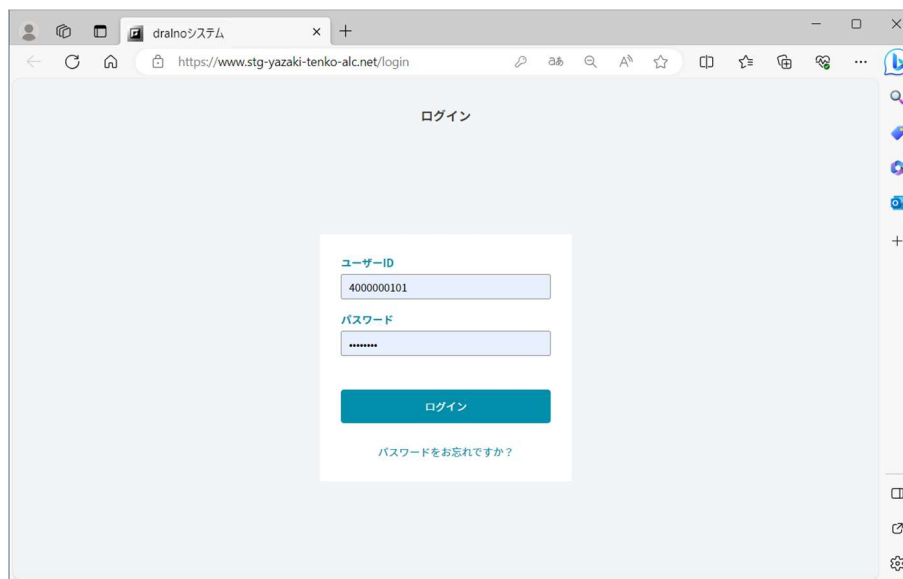 dralnoシステム
https://www.stg-yazaki-tenko-alc.net/login
ログイン
ユーザーID
4000000101
パスワード
••••••••
ログイン
パスワードをお忘れですか？